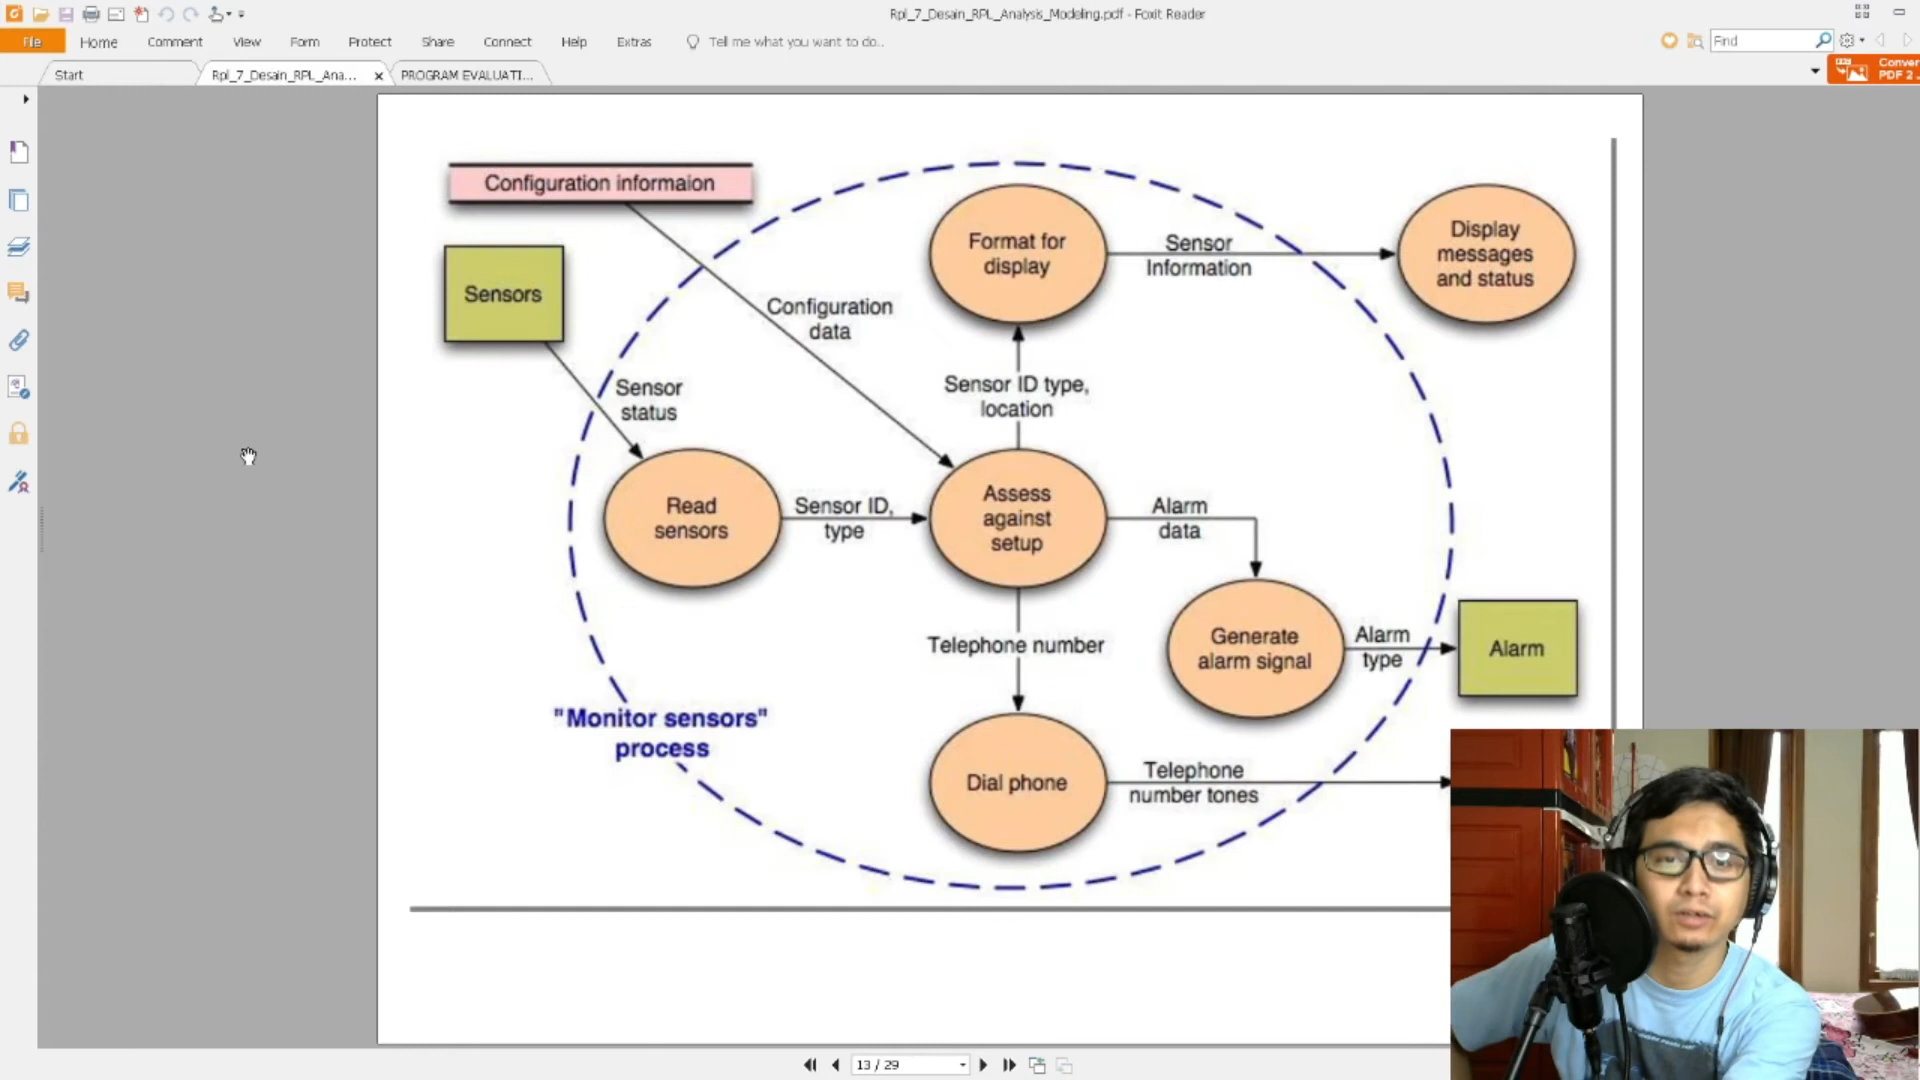 Rpl_7_Desain_RPL_Analysis_Modeling.pdf - Foxit Reader
File Home Comment View Form Protect Share Connect Help Extras Tell me what you want to do.. Find
Start Rpl_7_Desain_RPL_Ana... PROGRAM EVALUATI...
Conver
PDF 2 ..
Configuration informaion
Sensors
Format for
display
Sensor
Information
Display
messages
and status
Configuration
data
Sensor
status
Sensor ID type,
location
Read
sensors
Sensor ID,
type
Assess
against
setup
Alarm
data
Telephone number
Generate
alarm signal
Alarm
type
Alarm
"Monitor sensors"
process
Dial phone
Telephone
number tones
13 / 29